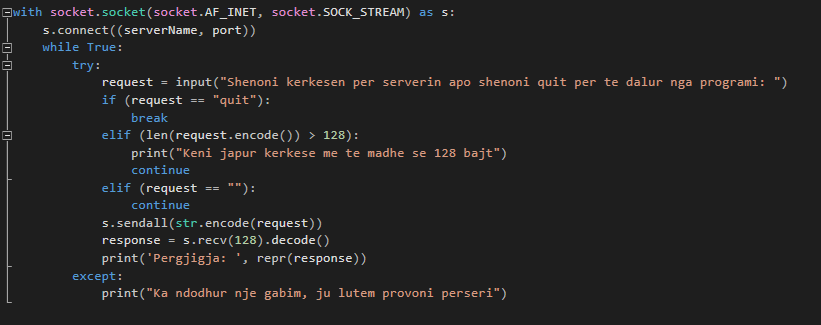 with socket.socket(socket.AF_INET, socket.SOCK_STREAM) as s:
    s.connect((serverName, port))
    while True:
        try:
            request = input("Shenoni kerkesen per serverin apo shenoni quit per te dalur nga programi: ")
            if (request == "quit"):
                break
            elif (len(request.encode()) > 128):
                print("Keni japur kerkese me te madhe se 128 bajt")
                continue
            elif (request == ""):
                continue
            s.sendall(str.encode(request))
            response = s.recv(128).decode()
            print('Pergjigja: ', repr(response))
        except:
            print("Ka ndodhur nje gabim, ju lutem provoni perseri")